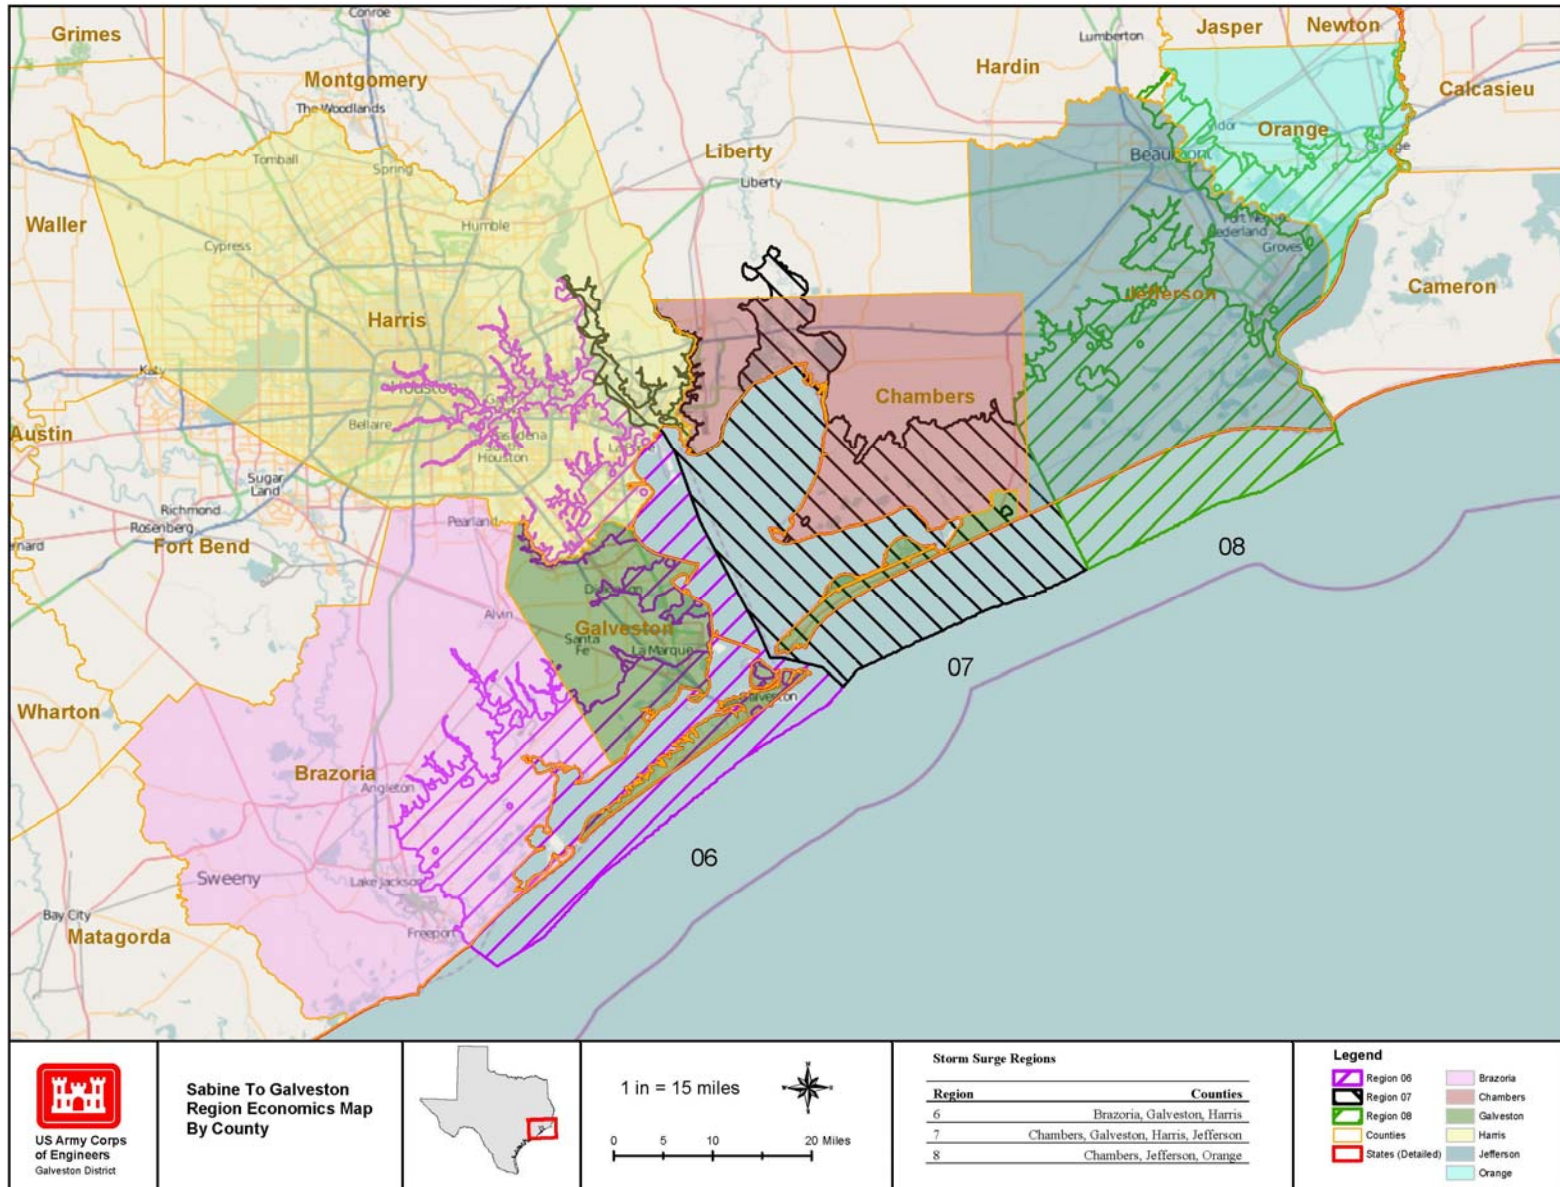 Conroe
Grimes
Jasper
Newton
Lumberton
Hardin
Montgomery
The Woodlands
Calcasieu
Orange
Orange
Beaumont
Tomball
Spring
Liberty
Liberty
Waller
Humble
Cypress
Groves
Cameron
Jefferson
Harris
Katy
Houston
Chambers
Bellaire
Austin
Pasadena
South
Houston
Sugar
Land
Richmond
Rosenberg
Pearland
Fort Bend
08
Dickinson
Alvin
Galveston
Santa
Fe
La Marque
07
Galveston
Wharton
Brazoria
Angleton
06
Sweeny
Lake Jackson
Bay City
Matagorda
Freeport
US Army Corps
of Engineers
Galveston District
Sabine To Galveston
Region Economics Map
By County
1 in = 15 miles
0 5 10 20 Miles
Storm Surge Regions
Region Counties
6 Brazoria, Galveston, Harris
7 Chambers, Galveston, Harris, Jefferson
8 Chambers, Jefferson, Orange
Legend
Region 06
Region 07
Region 08
Counties
States (Detailed)
Brazoria
Chambers
Galveston
Harris
Jefferson
Orange